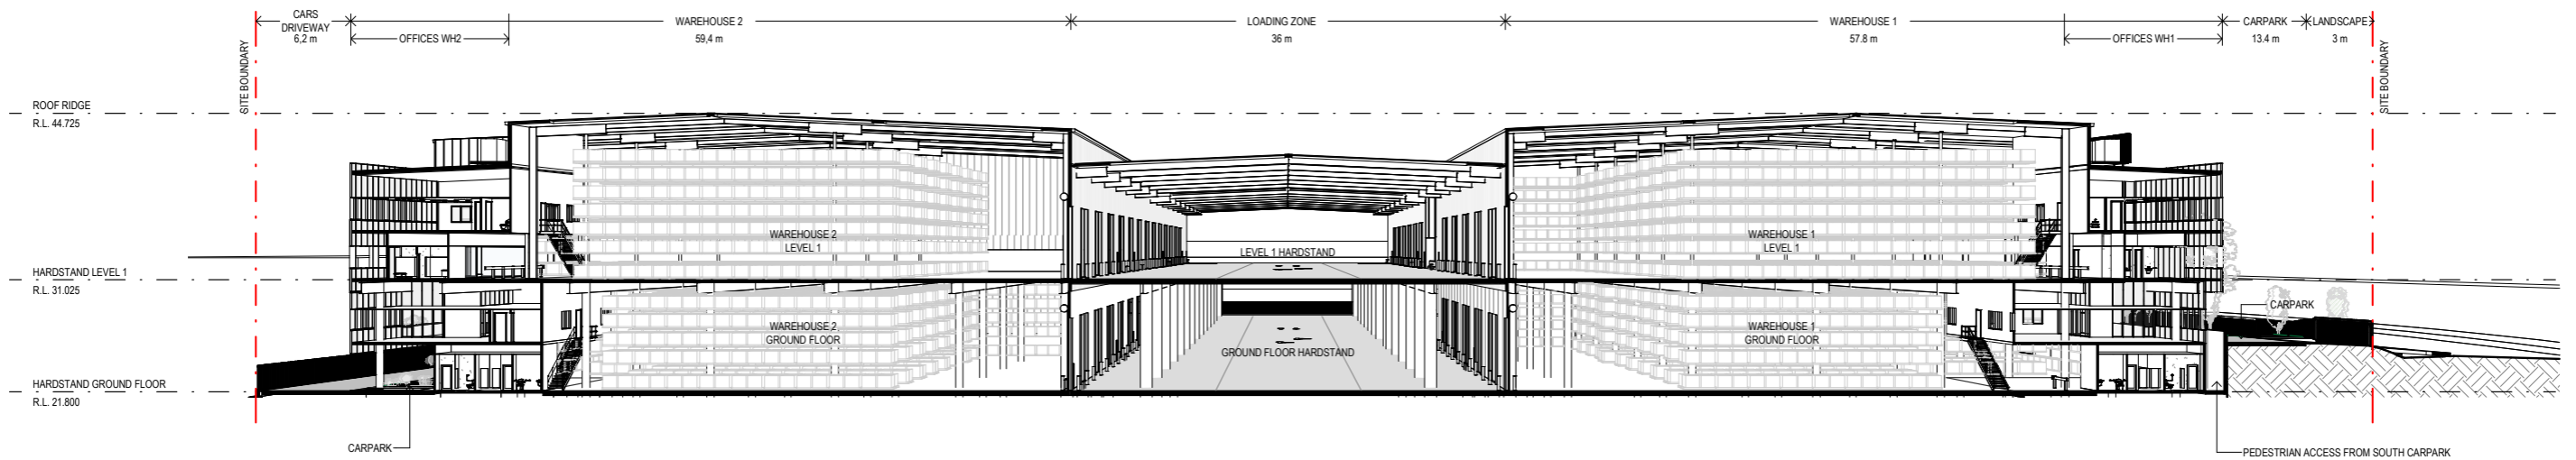 CARS
DRIVEWAY
6,2 m
OFFICES WH2
WAREHOUSE 2
59,4 m
LOADING ZONE
36 m
WAREHOUSE 1
57.8 m
OFFICES WH1
CARPARK
13.4 m
LANDSCAPE
3 m
SITE BOUNDARY
SITE BOUNDARY
ROOF RIDGE
R.L. 44.725
WAREHOUSE 2
LEVEL 1
LEVEL 1 HARDSTAND
WAREHOUSE 1
LEVEL 1
HARDSTAND LEVEL 1
R.L. 31.025
CARPARK
WAREHOUSE 2
GROUND FLOOR
GROUND FLOOR HARDSTAND
WAREHOUSE 1
GROUND FLOOR
HARDSTAND GROUND FLOOR
R.L. 21.800
CARPARK
PEDESTRIAN ACCESS FROM SOUTH CARPARK